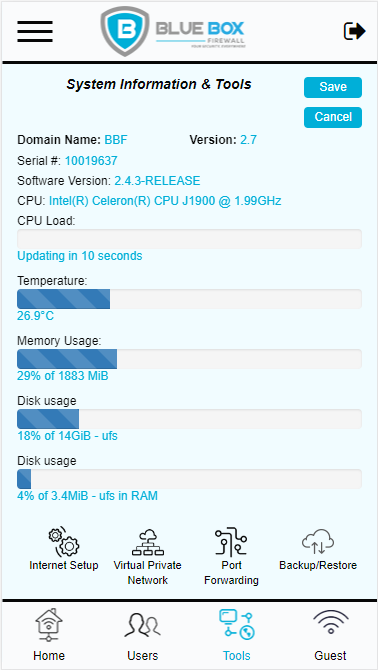 BLUE BOX
FIREWALL
YOUR SECURITY, EVERYWHERE
System Information & Tools
Save
Cancel
Domain Name: BBF Version: 2.7
Serial #: 10019637
Software Version: 2.4.3-RELEASE
CPU: Intel(R) Celeron(R) CPU J1900 @ 1.99GHz
CPU Load:
Updating in 10 seconds
Temperature:
26.9°C
Memory Usage:
29% of 1883 MiB
Disk usage
18% of 14GiB - ufs
Disk usage
4% of 3.4MiB - ufs in RAM
Internet Setup
Virtual Private
Network
Port
Forwarding
Backup/Restore
Home
Users
Tools
Guest